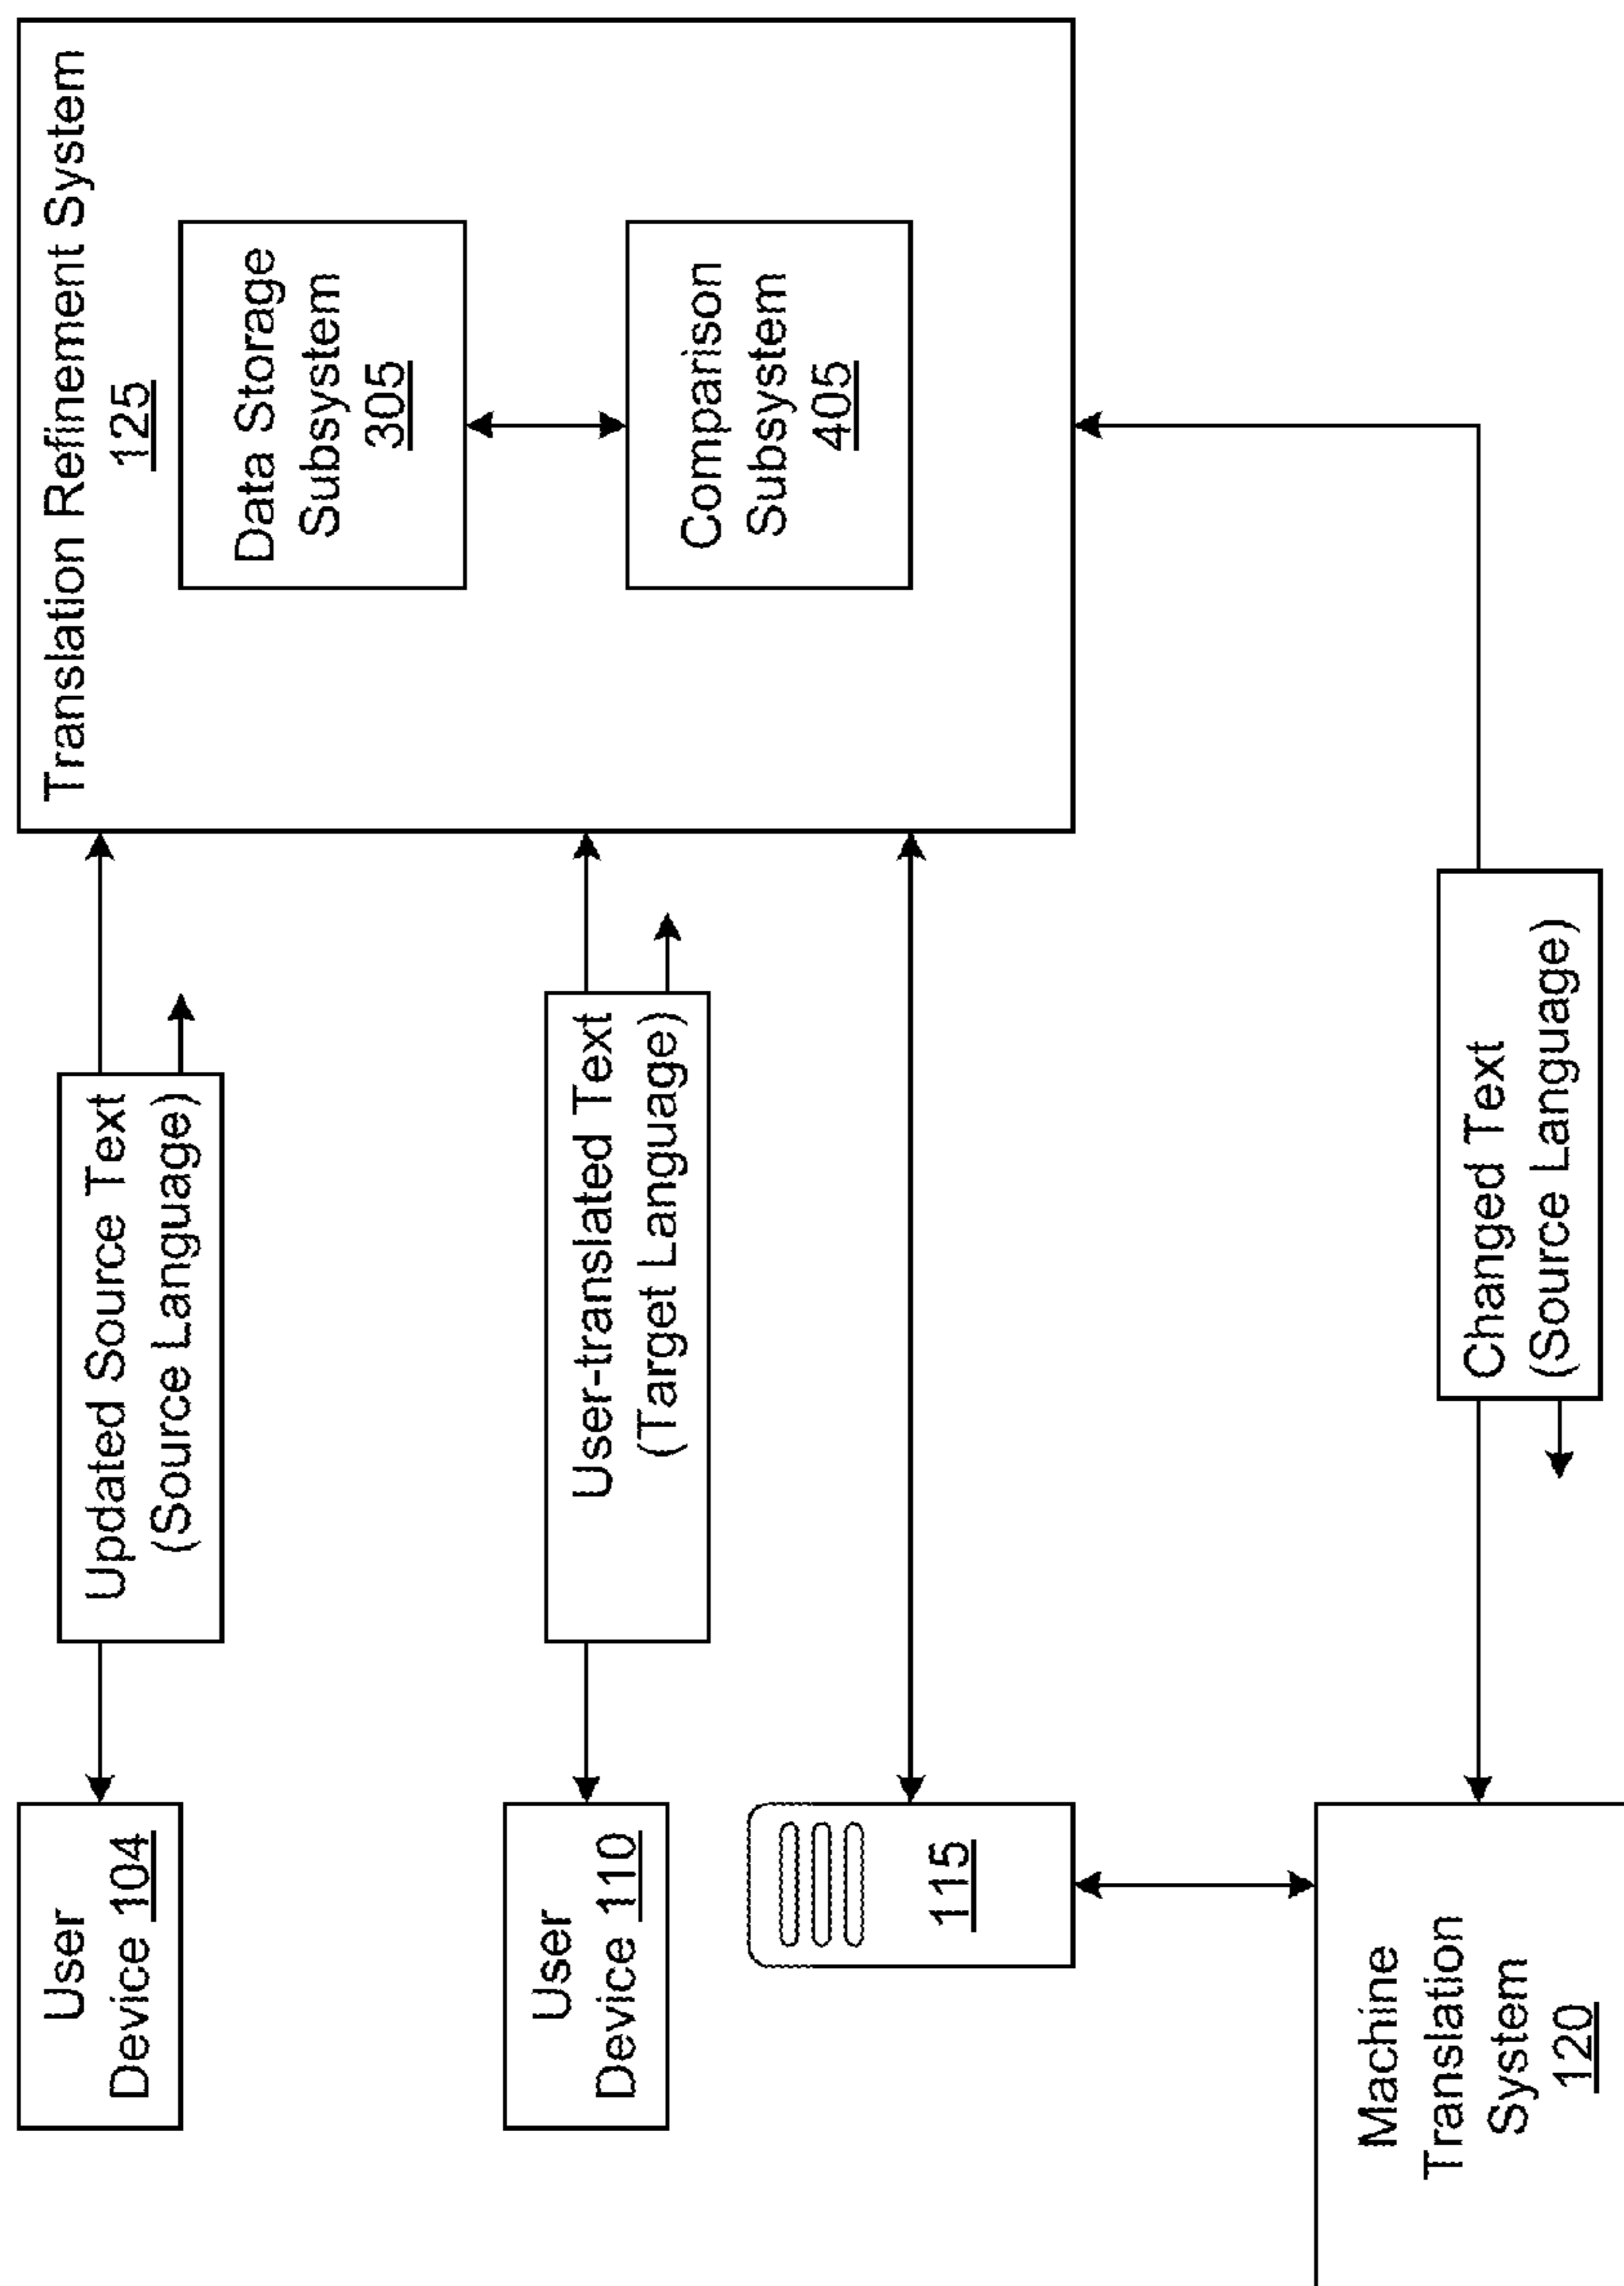 User
Device 104
Updated Source Text
(Source Language)
Translation Refinement System
125
Data Storage
Subsystem
305
User
Device 110
User-translated Text
(Target Language)
Comparison
Subsystem
405
115
Machine
Translation
System
120
Changed Text
(Source Language)